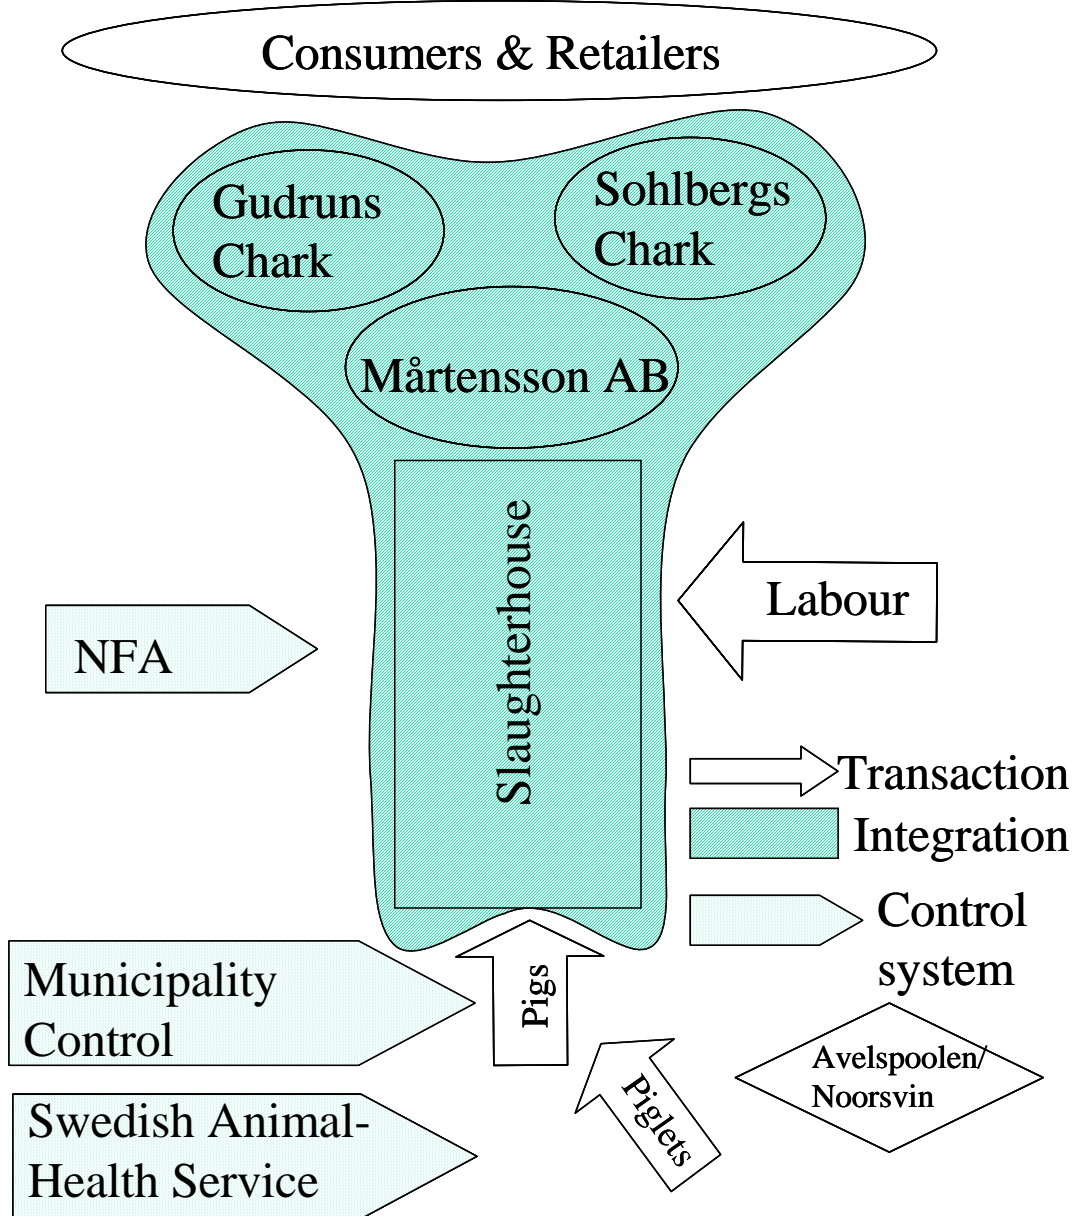 Consumers & Retailers
Gudruns
Chark
Sohlbergs
Chark
Mårtensson AB
Slaughterhouse
Labour
NFA
Transaction
Integration
Control
system
Municipality
Control
Pigs
Avelspoolen/
Noorsvin
Piglets
Swedish Animal-
Health Service